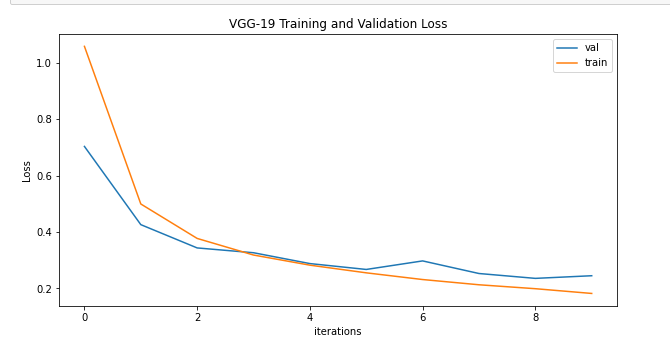 VGG-19 Training and Validation Loss
val
train
1.0
0.8
0.6
0.4
0.2
Loss
0 2 4 6 8
iterations